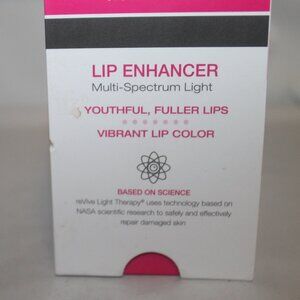 LIP ENHANCER
Multi-Spectrum Light
YOUTHFUL, FULLER LIPS
VIBRANT LIP COLOR
BASED ON SCIENCE
reVive Light Therapy® uses technology based on
NASA scientific research to safely and effectively
repair damaged skin